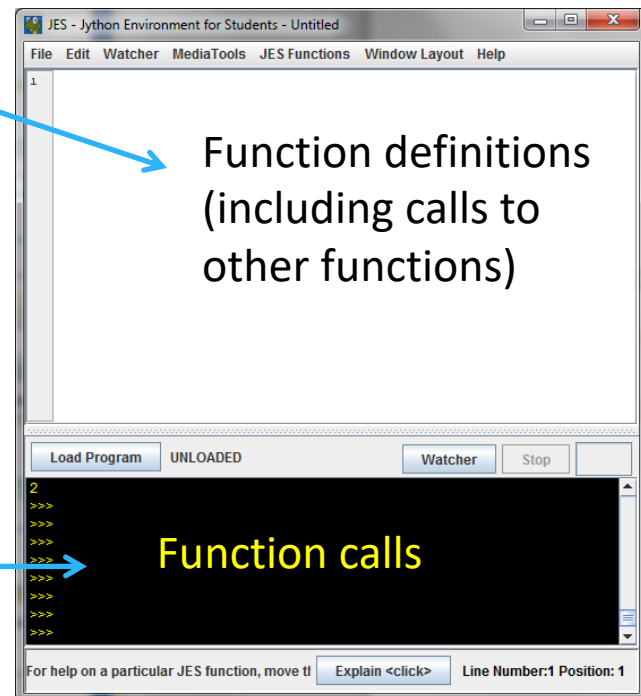 JES - Jython Environment for Students - Untitled
File Edit Watcher MediaTools JES Functions Window Layout Help
1
Function definitions
(including calls to
other functions)
Load Program UNLOADED Watcher Stop
2
>>>
>>>
>>>
>>>
>>>
>>>
>>>
>>>
Function calls
For help on a particular JES function, move tl Explain <click> Line Number:1 Position: 1